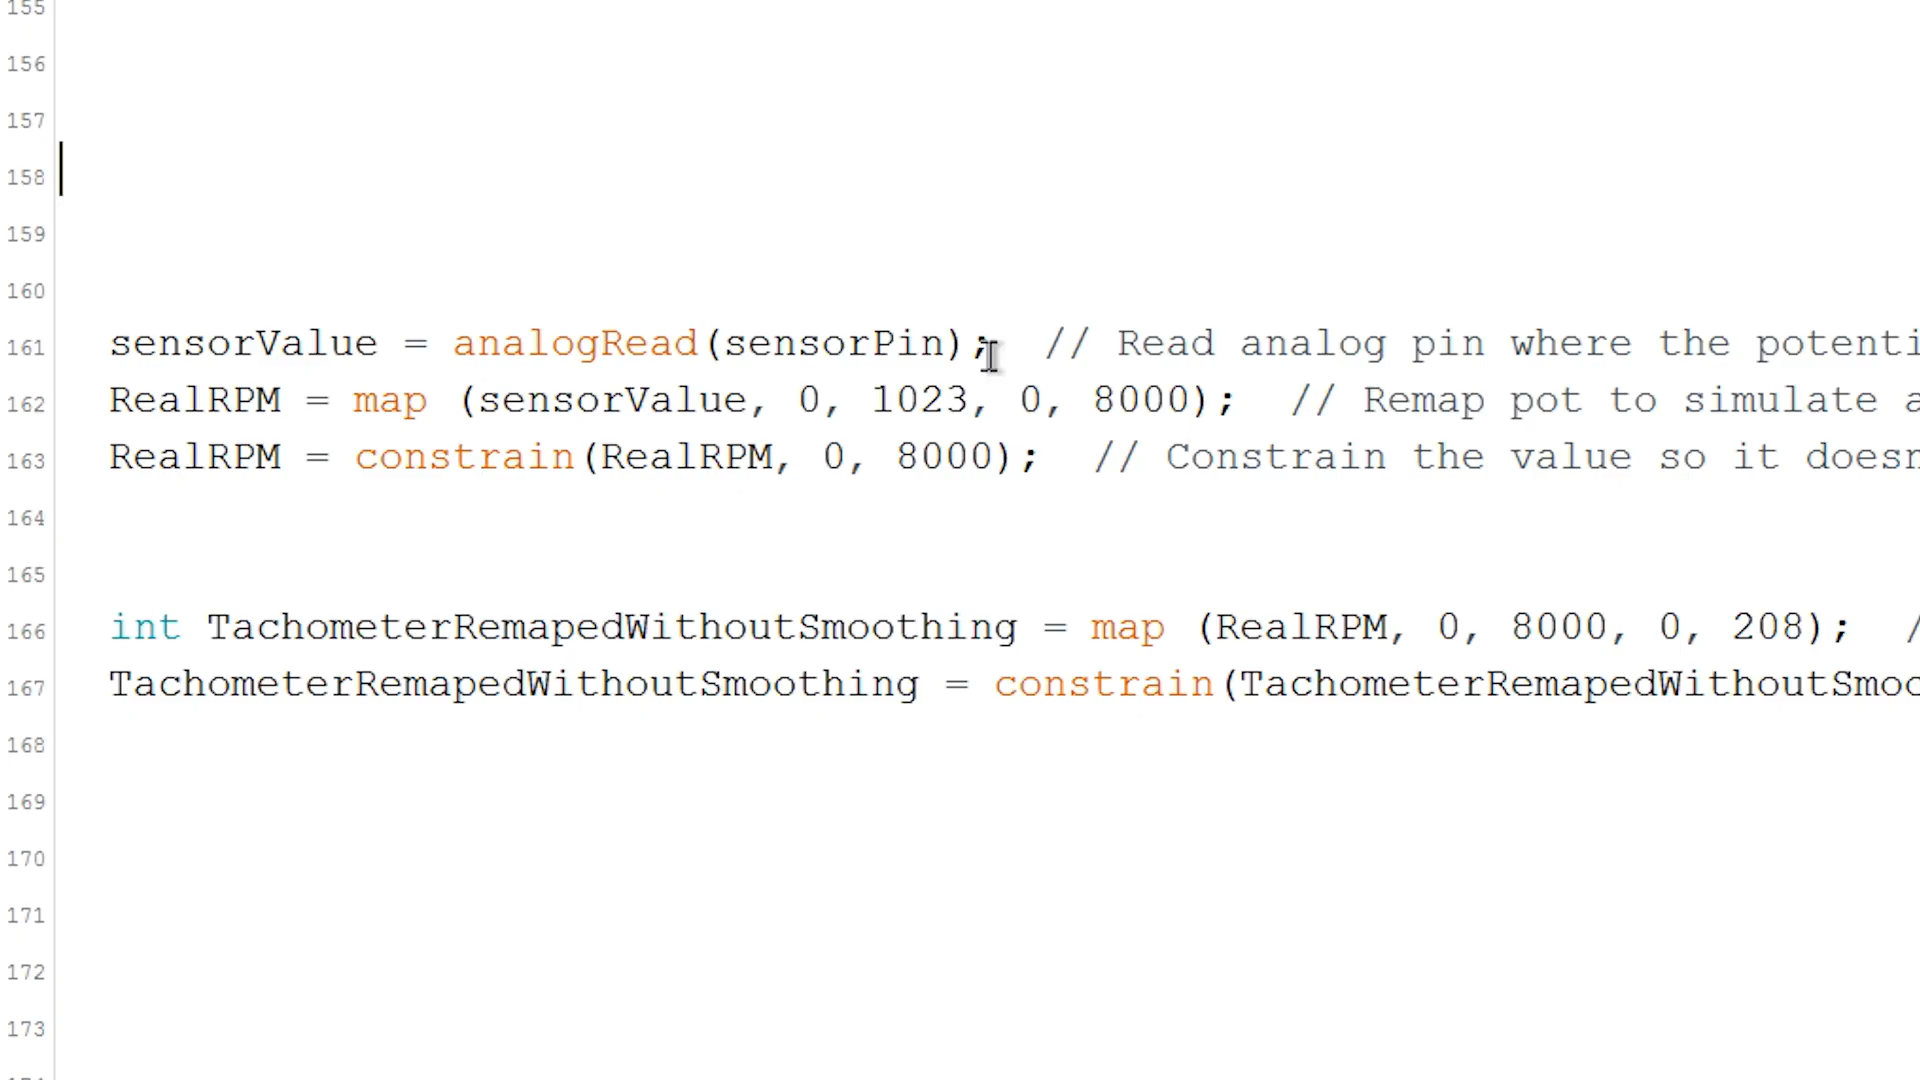 155
156
157
158
159
160
161 sensorValue = analogRead(sensorPin); // Read analog pin where the
162 RealRPM = map (sensorValue, 0, 1023, 0, 8000); // Remap pot to simulate
163 RealRPM = constrain(RealRPM, 0, 8000); // Constrain the value so it
164
165
166 int TachometerRemapedWithoutSmoothing = map (RealRPM, 0, 8000, 0, 208); /
167 TachometerRemapedWithoutSmoothing = constrain(
168
169
170
171
172
173